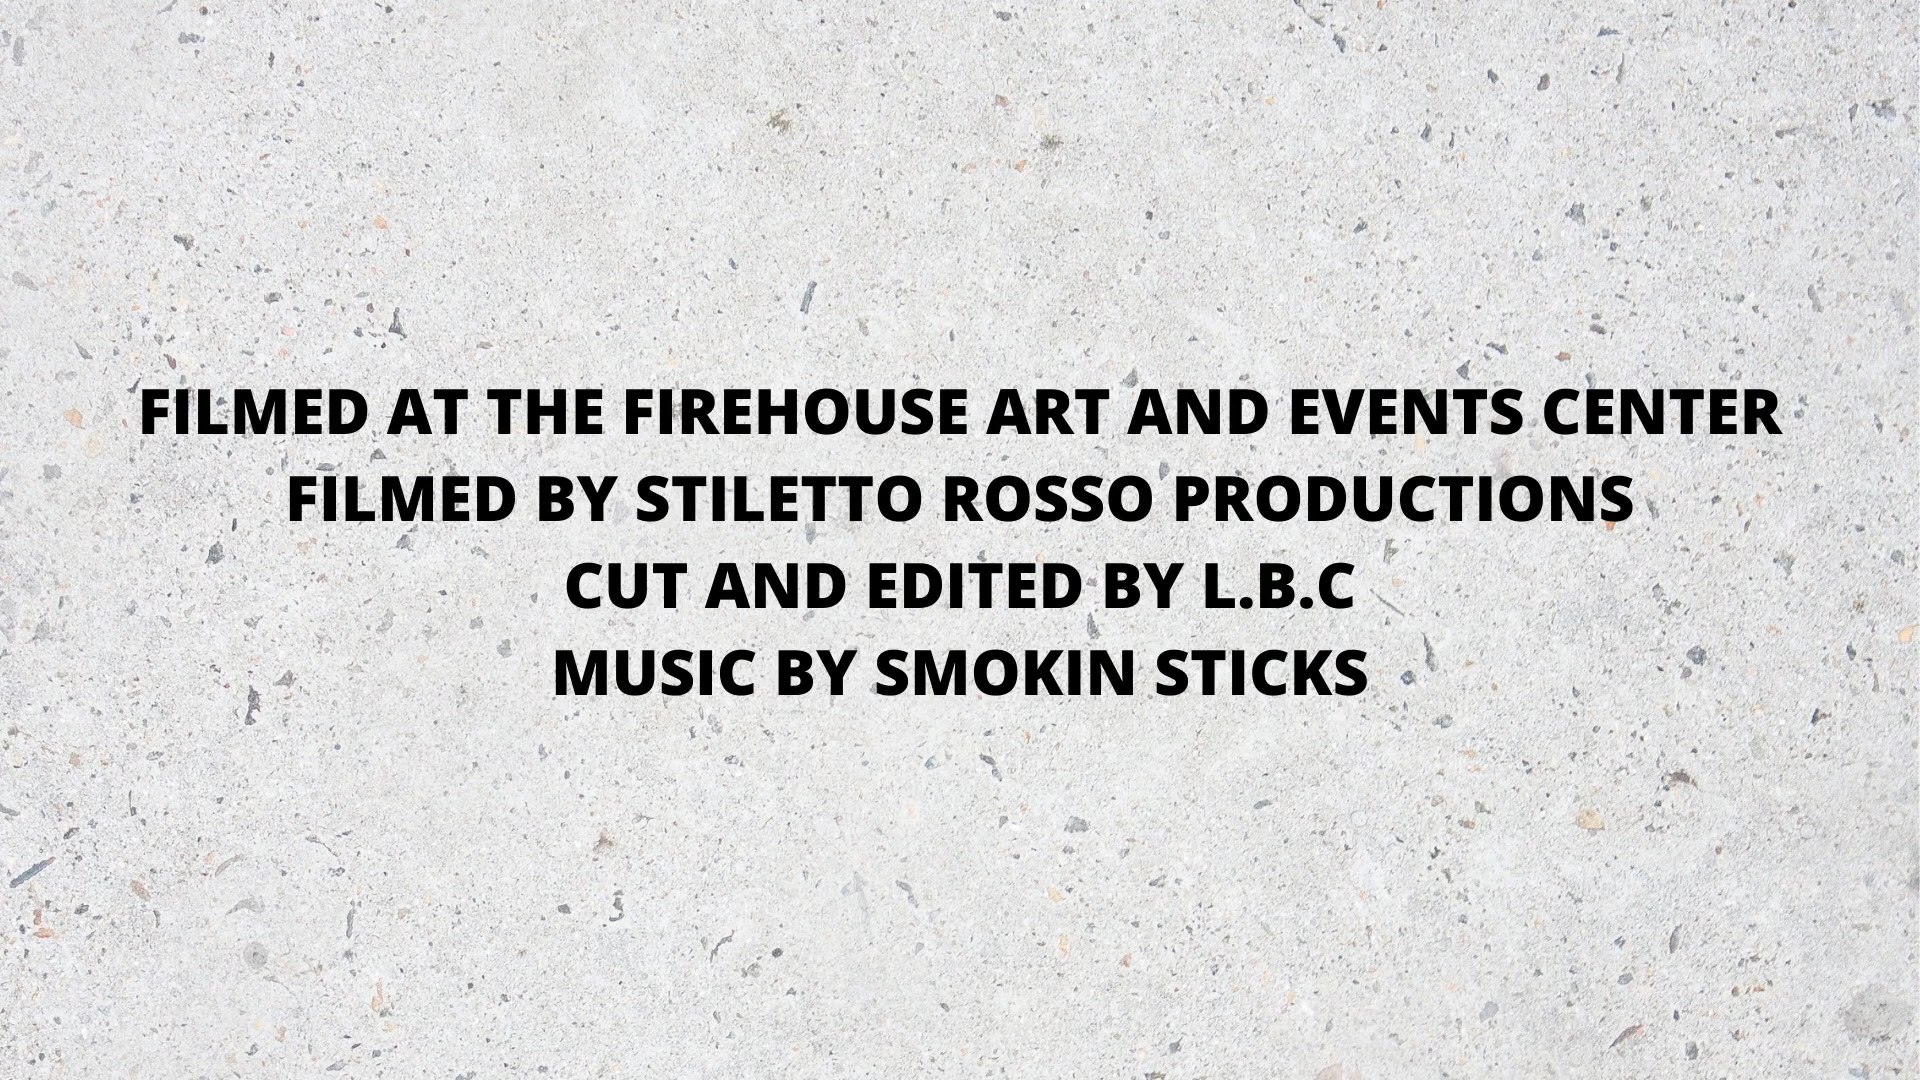 FILMED AT THE FIREHOUSE ART AND EVENTS CENTER
FILMED BY STILETTO ROSSO PRODUCTIONS
CUT AND EDITED BY L.B.C
MUSIC BY SMOKIN STICKS